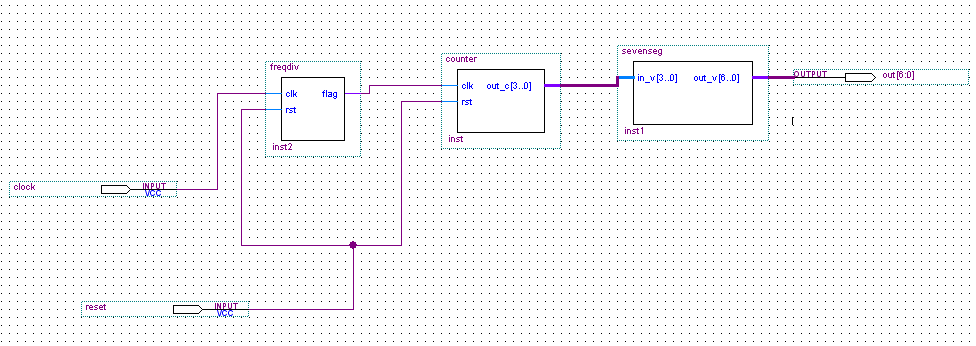 freqdiv
clk flag
rst
inst2
counter
clk out_c[3..0]
rst
inst
sevenseg
in_v[3..0] out_v[6..0]
inst1
OUTPUT out[6:0]
clock INPUT
VCC
reset INPUT
VCC